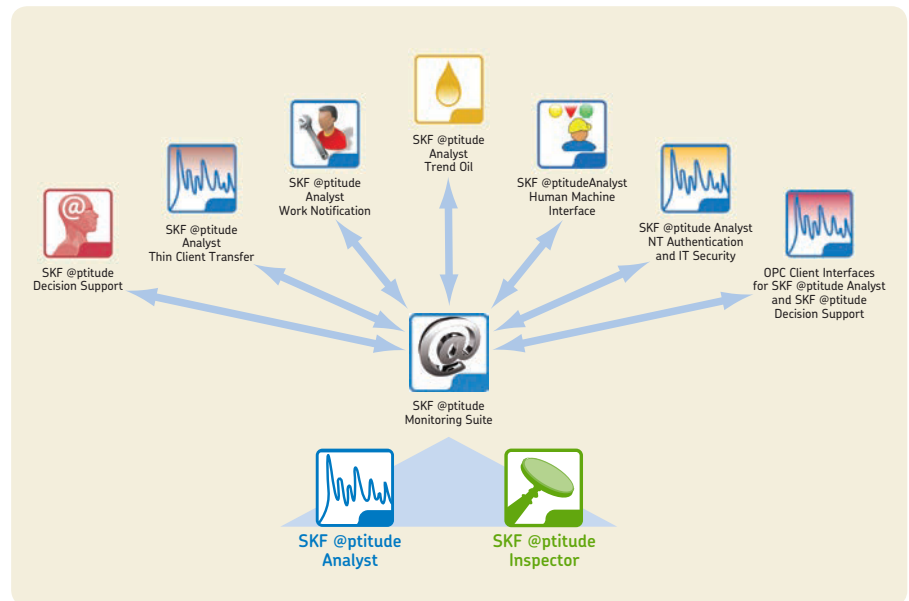 SKF @ptitude
Decision Support
SKF @ptitude
Analyst
Thin Client Transfer
SKF @ptitude
Analyst
Work Notification
SKF @ptitude
Analyst
Trend Oil
SKF @ptitudeAnalyst
Human Machine
Interface
SKF @ptitude Analyst
NT Authentication
and IT Security
OPC Client Interfaces
for SKF @ptitude Analyst
and SKF @ptitude
Decision Support
@
@
SKF @ptitude
Monitoring Suite
SKF @ptitude
Analyst
SKF @ptitude
Inspector